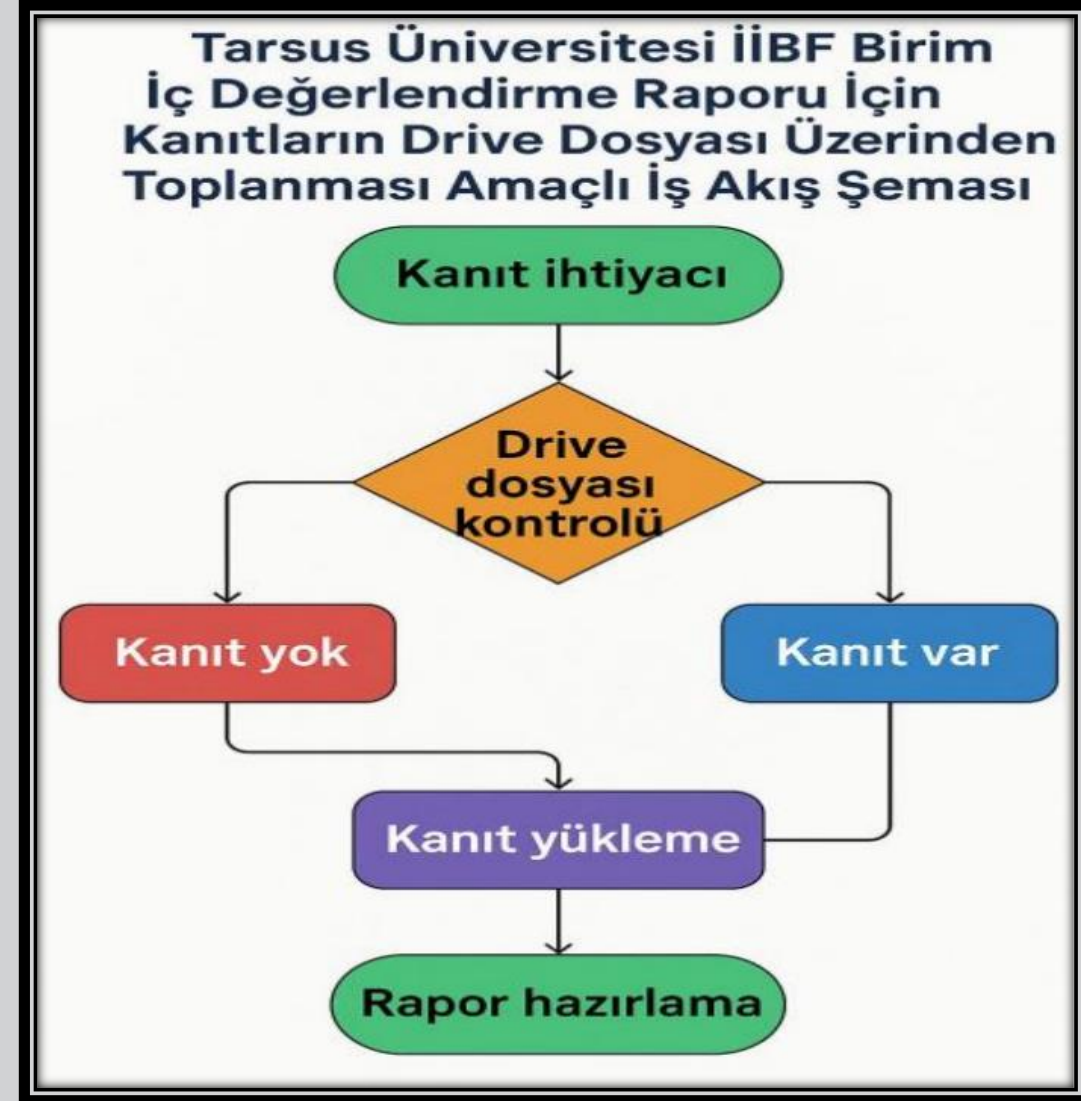 Tarsus Üniversitesi İİBF Birim
İç Değerlendirme Raporu İçin
Kanıtların Drive Dosyası Üzerinden
Toplanması Amaçlı İş Akış Şeması
Kanıt ihtiyacı
Drive
dosyası
kontrolü
Kanıt yok
Kanıt var
Kanıt yükleme
Rapor hazırlama